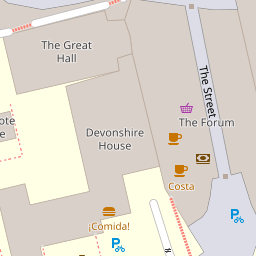 The Great
Hall
The Street
The Forum
Devonshire
House
Costa
¡Comida!